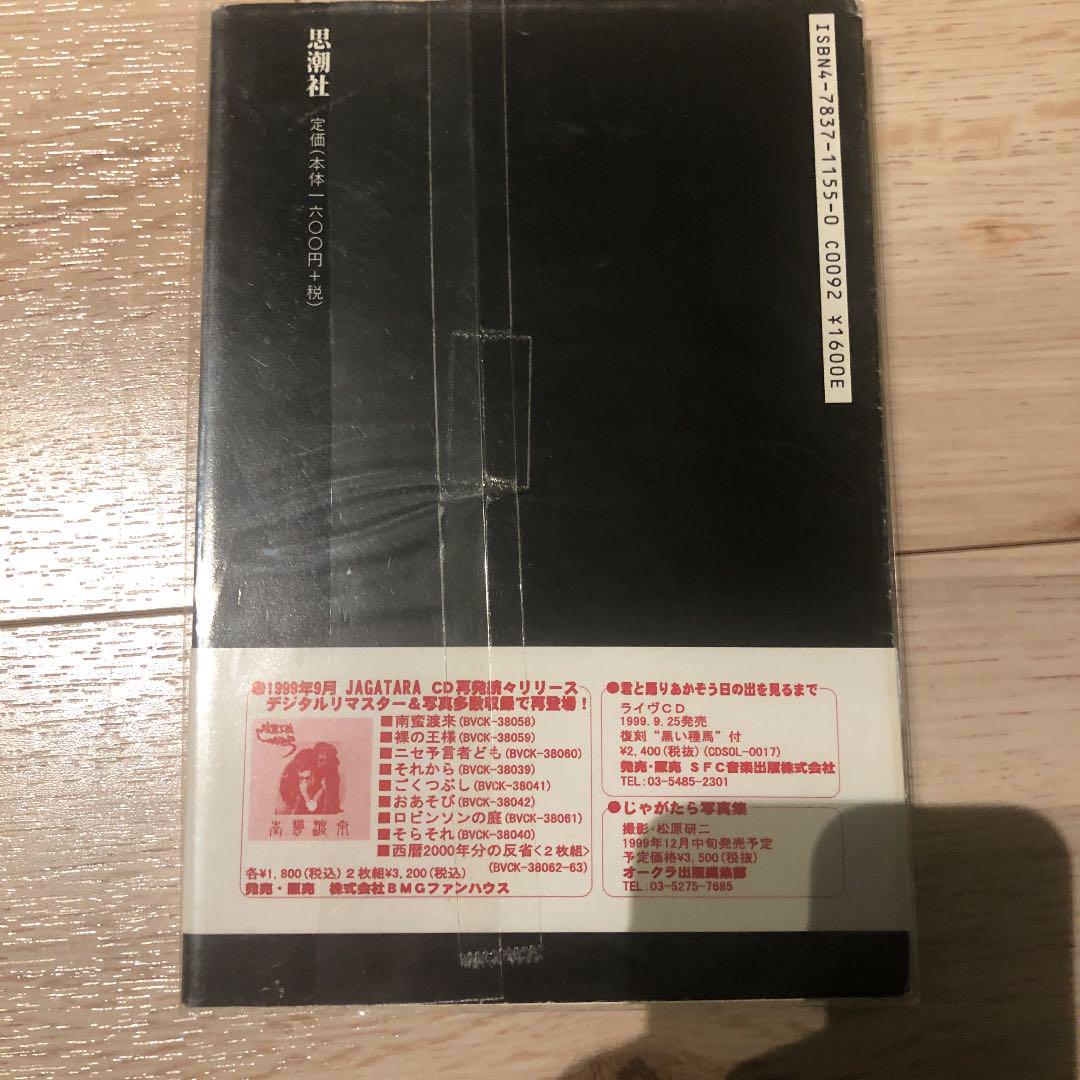 思潮社
定価(本体一六〇〇円+税)
ISBN4-7837-1155-0 C0092 ¥1600E
●1999年9月 JAGATARA CD再発続々リリース
デジタルリマスター&写真多数収録で再登場!
南蛮渡来
■南蛮渡来(BVCK-38058)
■裸の王様(BVCK-38059)
■ニセ予言者ども(BVCK-38060)
■それから(BVCK-38039)
■ごくつぶし(BVCK-38041)
■おあそび(BVCK-38042)
■ロビンソンの庭(BVCK-38061)
■そらそれ(BVCK-38040)
■西暦2000年分の反省<2枚組>
(BVCK-38062-63)
各¥1,800(税込) 2枚組¥3,200(税込)
発売・販売 株式会社BMGファンハウス
●君と踊りあかそう日の出を見るまで
ライヴCD
1999.9.25発売
復刻“黒い種馬”付
¥2,400(税抜)(CDSOL-0017)
発売・販売 SFC音楽出版株式会社
TEL:03-5485-2301
●じゃがたら写真集
撮影・松原研二
1999年12月中旬発売予定
予定価格¥3,500(税抜)
オークラ出版編集部
TEL:03-5275-7685